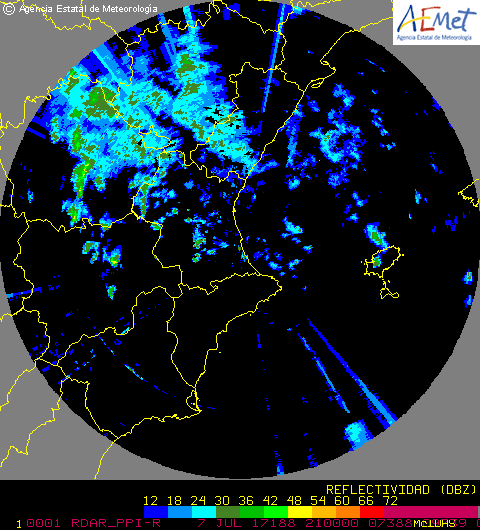 © Agencia Estatal de Meteorología
AEMet
Agencia Estatal de Meteorología
REFLECTIVIDAD (DBZ)
12 18 24 30 36 42 48 54 60 66 72
1 0001 RDAR_PPI-R 7 JUL 17188 210000 07388